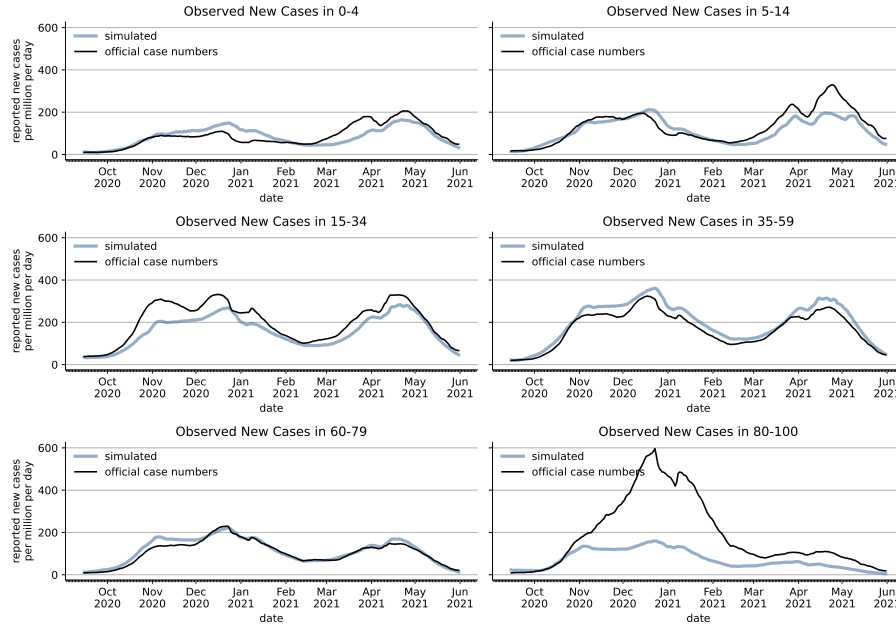 Observed New Cases in 0-4
reported new cases
per million per day
600
400
200
0
simulated
official case numbers
Oct 2020 Nov 2020 Dec 2020 Jan 2021 Feb 2021 Mar 2021 Apr 2021 May 2021 Jun 2021
date
Observed New Cases in 5-14
simulated
official case numbers
Oct 2020 Nov 2020 Dec 2020 Jan 2021 Feb 2021 Mar 2021 Apr 2021 May 2021 Jun 2021
date
Observed New Cases in 15-34
reported new cases
per million per day
600
400
200
0
simulated
official case numbers
Oct 2020 Nov 2020 Dec 2020 Jan 2021 Feb 2021 Mar 2021 Apr 2021 May 2021 Jun 2021
date
Observed New Cases in 35-59
simulated
official case numbers
Oct 2020 Nov 2020 Dec 2020 Jan 2021 Feb 2021 Mar 2021 Apr 2021 May 2021 Jun 2021
date
Observed New Cases in 60-79
reported new cases
per million per day
600
400
200
0
simulated
official case numbers
Oct 2020 Nov 2020 Dec 2020 Jan 2021 Feb 2021 Mar 2021 Apr 2021 May 2021 Jun 2021
date
Observed New Cases in 80-100
simulated
official case numbers
Oct 2020 Nov 2020 Dec 2020 Jan 2021 Feb 2021 Mar 2021 Apr 2021 May 2021 Jun 2021
date